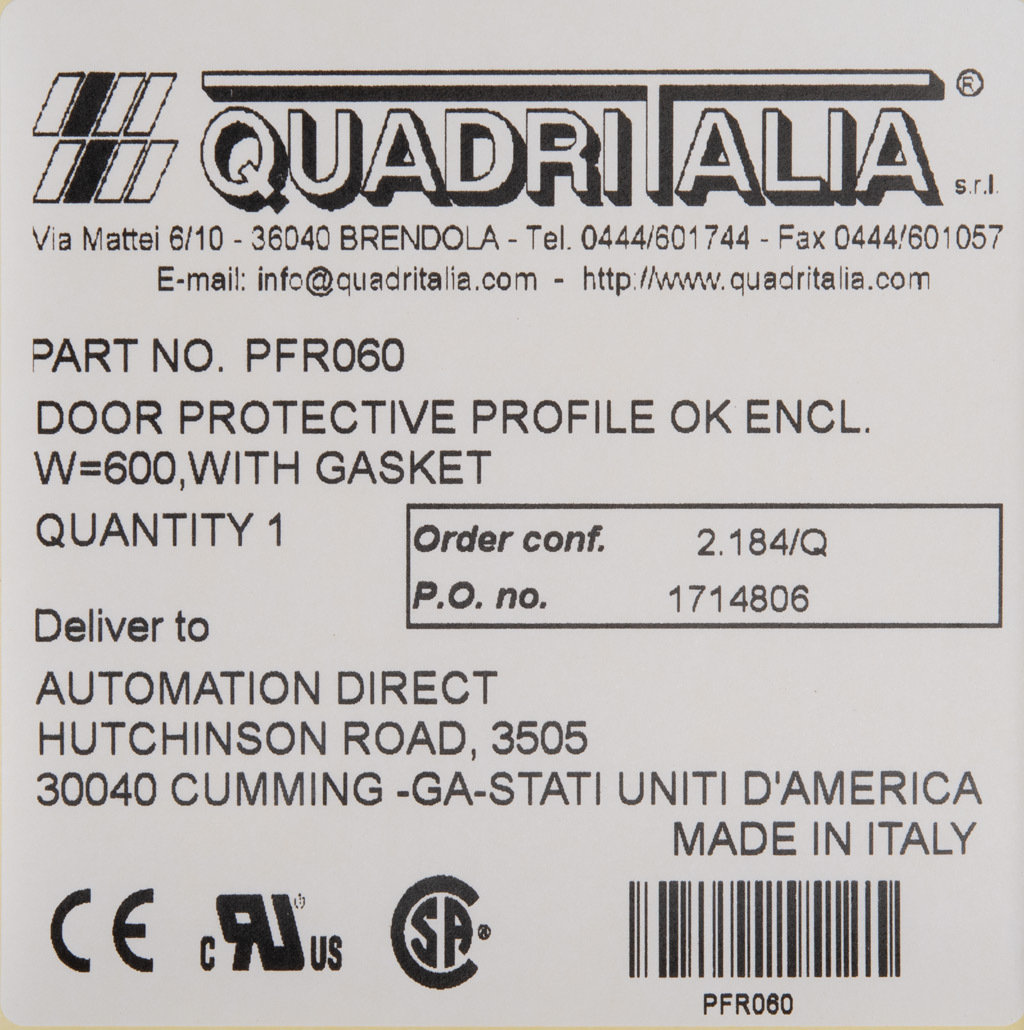 QUADRITALIA ® s.r.l.
Via Mattei 6/10 - 36040 BRENDOLA - Tel. 0444/601744 - Fax 0444/601057
E-mail: info@quadritalia.com - http://www.quadritalia.com
PART NO. PFR060
DOOR PROTECTIVE PROFILE OK ENCL.
W=600,WITH GASKET
QUANTITY 1
Order conf. 2.184/Q
P.O. no. 1714806
Deliver to
AUTOMATION DIRECT
HUTCHINSON ROAD, 3505
30040 CUMMING -GA-STATI UNITI D'AMERICA
MADE IN ITALY
CE c RU US SA ®
PFR060